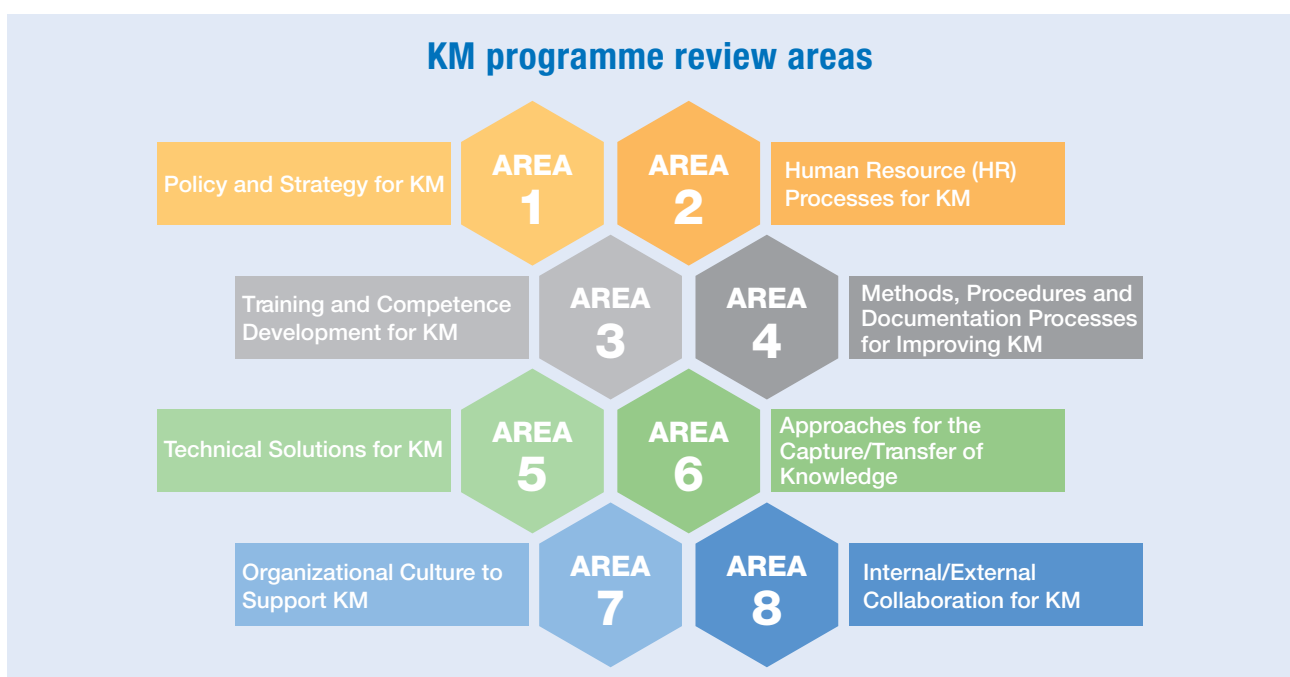 KM programme review areas
Policy and Strategy for KM
AREA
1
AREA
2
Human Resource (HR)
Processes for KM
Training and Competence
Development for KM
AREA
3
AREA
4
Methods, Procedures and
Documentation Processes
for Improving KM
Technical Solutions for KM
AREA
5
AREA
6
Approaches for the
Capture/Transfer of
Knowledge
Organizational Culture to
Support KM
AREA
7
AREA
8
Internal/External
Collaboration for KM